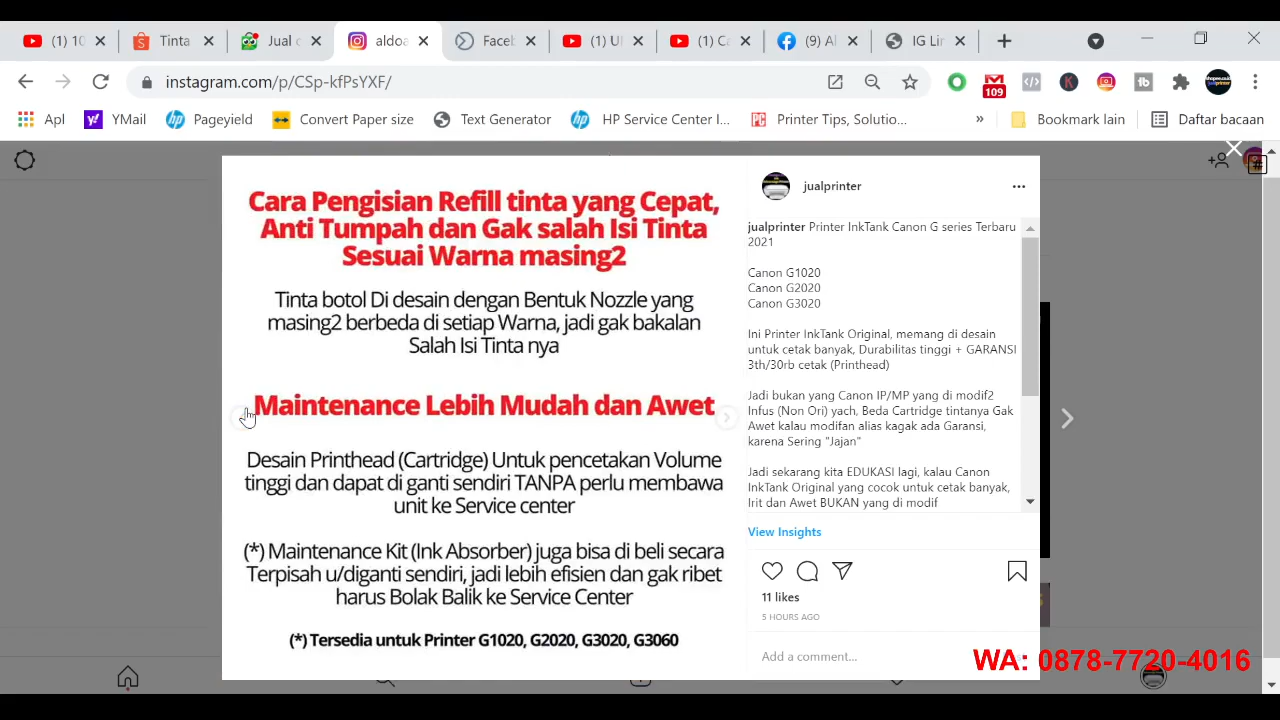 (1) 10
Tinta
Jual c
aldoa
Faceb
(1) Ul
(1) Ca
(9) Al
IG Lir
instagram.com/p/CSp-kfPsYXF/
109
Apl
YMail
Pageyield
Convert Paper size
Text Generator
HP Service Center I...
Printer Tips, Solutio...
»
Bookmark lain
Daftar bacaan
Cara Pengisian Refill tinta yang Cepat,
Anti Tumpah dan Gak salah Isi Tinta
Sesuai Warna masing2
Tinta botol Di desain dengan Bentuk Nozzle yang
masing2 berbeda di setiap Warna, jadi gak bakalan
Salah Isi Tinta nya
Maintenance Lebih Mudah dan Awet
Desain Printhead (Cartridge) Untuk pencetakan Volume
tinggi dan dapat di ganti sendiri TANPA perlu membawa
unit ke Service center
(*) Maintenance Kit (Ink Absorber) juga bisa di beli secara
Terpisah u/diganti sendiri, jadi lebih efisien dan gak ribet
harus Bolak Balik ke Service Center
(*) Tersedia untuk Printer G1020, G2020, G3020, G3060
jualprinter
jualprinter Printer InkTank Canon G series Terbaru
2021
Canon G1020
Canon G2020
Canon G3020
Ini Printer InkTank Original, memang di desain
untuk cetak banyak, Durabilitas tinggi + GARANSI
3th/30rb cetak (Printhead)
Jadi bukan yang Canon IP/MP yang di modif2
Infus (Non Ori) yach, Beda Cartridge tintanya Gak
Awet kalau modifan alias kagak ada Garansi,
karena Sering "Jajan"
Jadi sekarang kita EDUKASI lagi, kalau Canon
InkTank Original yang cocok untuk cetak banyak,
Irit dan Awet BUKAN yang di modif
View Insights
11 likes
5 HOURS AGO
Add a comment...
WA: 0878-7720-4016